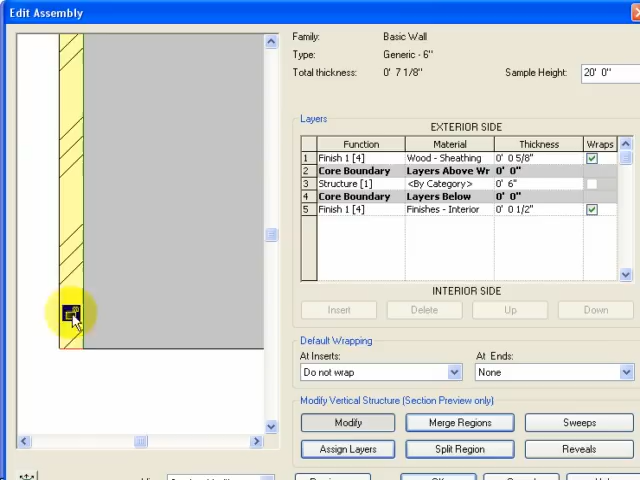 Edit Assembly
Family: Basic Wall
Type: Generic - 6"
Total thickness: 0' 7 1/8" Sample Height: 20' 0"
Layers
EXTERIOR SIDE
Function Material Thickness Wraps
1 Finish 1 [4] Wood - Sheathing 0' 0 5/8"
2 Core Boundary Layers Above Wr 0' 0"
3 Structure [1] <By Category> 0' 6"
4 Core Boundary Layers Below 0' 0"
5 Finish 1 [4] Finishes - Interior 0' 0 1/2"
INTERIOR SIDE
Insert Delete Up Down
Default Wrapping
At Inserts: At Ends:
Do not wrap None
Modify Vertical Structure (Section Preview only)
Modify Merge Regions Sweeps
Assign Layers Split Region Reveals